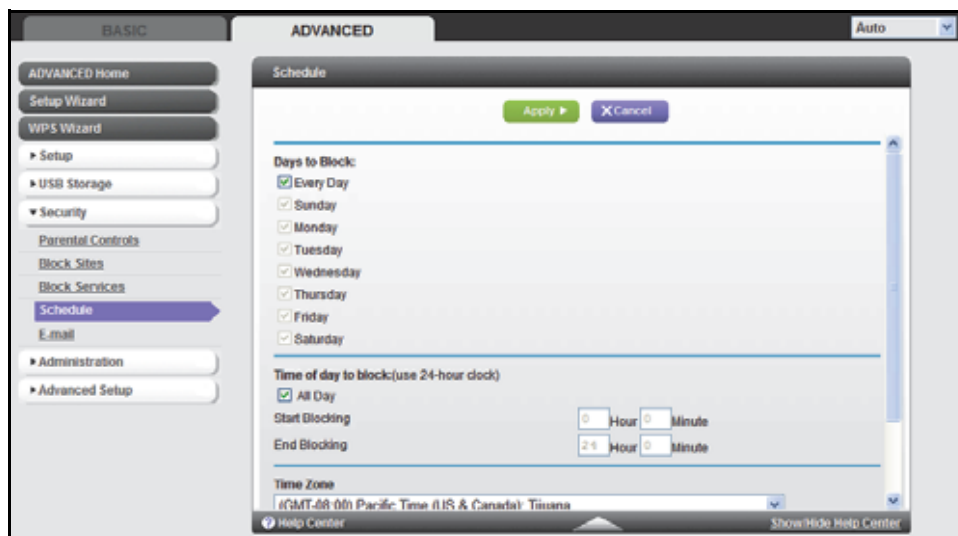 BASIC
ADVANCED
Auto
ADVANCED Home
Setup Wizard
WPS Wizard
Setup
USB Storage
Security
Parental Controls
Block Sites
Block Services
Schedule
E-mail
Administration
Advanced Setup
Schedule
Apply
Cancel
Days to Block:
Every Day
Sunday
Monday
Tuesday
Wednesday
Thursday
Friday
Saturday
Time of day to block:(use 24-hour clock)
All Day
Start Blocking 0 Hour 0 Minute
End Blocking 24 Hour 0 Minute
Time Zone
(GMT-08:00) Pacific Time (US & Canada); Tijuana
Help Center
Show/Hide Help Center